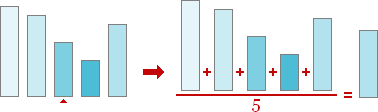 + + + +
5
=